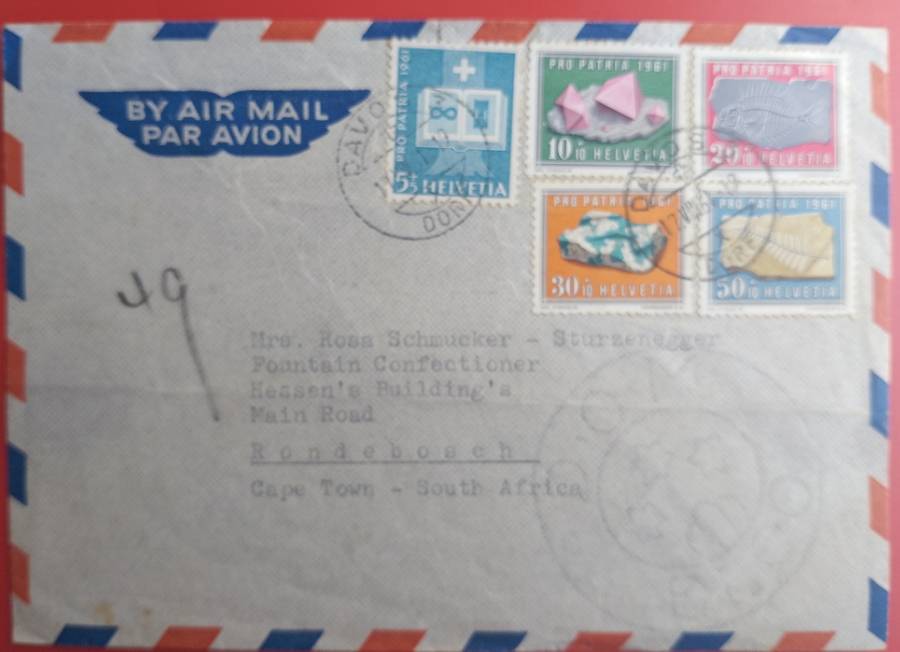 BY AIR MAIL
PAR AVION
PRO PATRIA 1961
5+5 HELVETIA
PRO PATRIA 1961
10+10 HELVETIA
PRO PATRIA 1961
20+10 HELVETIA
PRO PATRIA 1961
30+10 HELVETIA
PRO PATRIA 1961
50+10 HELVETIA
DAVOS
49
Mrs. Rosa Schmucker - Sturzenegger
Fountain Confectioner
Hessen's Building's
Main Road
Rondebosch
Cape Town - South Africa